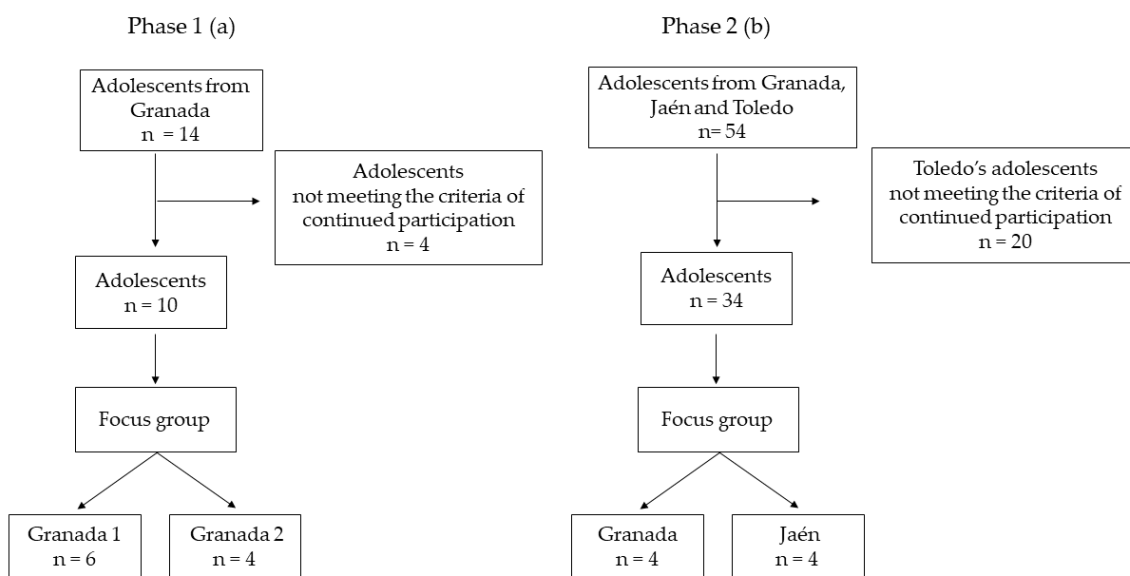 Phase 1 (a)
Adolescents from
Granada
n = 14
Adolescents
not meeting the criteria of
continued participation
n = 4
Adolescents
n = 10
Focus group
Granada 1
n = 6
Granada 2
n = 4
Phase 2 (b)
Adolescents from Granada,
Jaén and Toledo
n= 54
Toledo's adolescents
not meeting the criteria of
continued participation
n = 20
Adolescents
n = 34
Focus group
Granada
n = 4
Jaén
n = 4